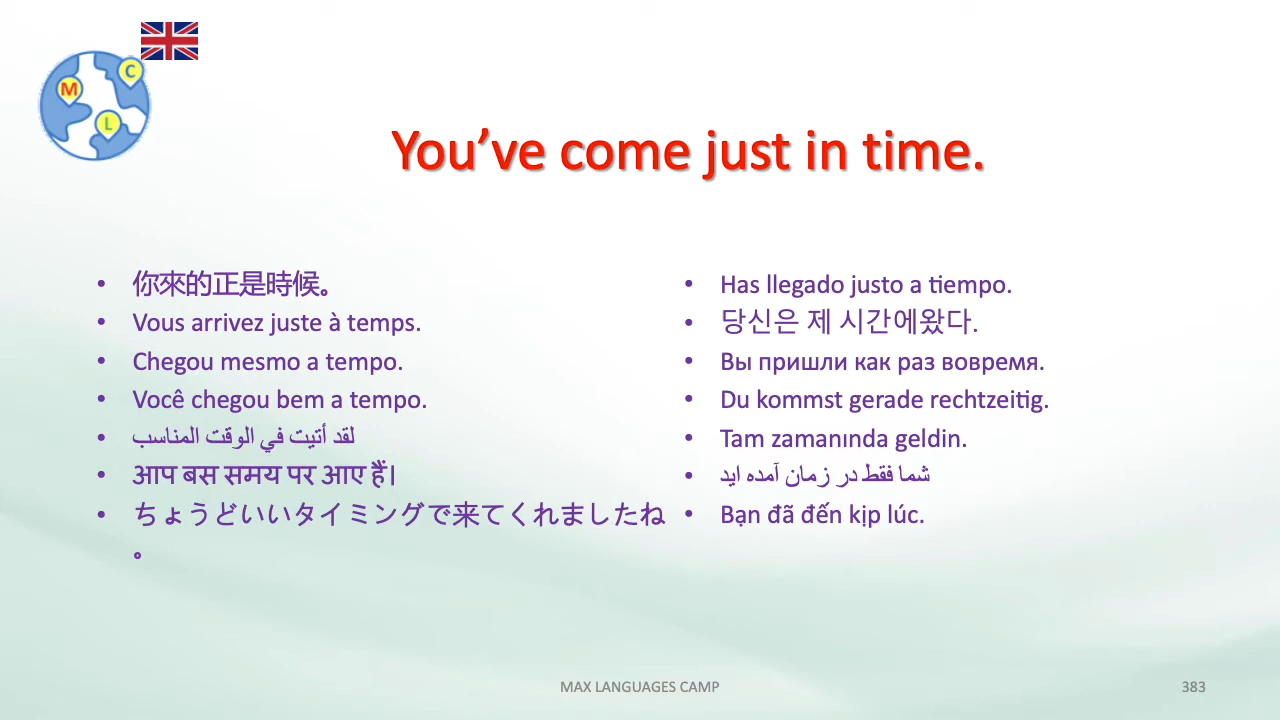 M
C
L
You’ve come just in time.
你來的正是時候。
Vous arrivez juste à temps.
Chegou mesmo a tempo.
Você chegou bem a tempo.
لقد أتيت في الوقت المناسب
आप बस समय पर आए हैं।
ちょうどいいタイミングで来てくれましたね
。
Has llegado justo a tiempo.
당신은 제 시간에왔다.
Вы пришли как раз вовремя.
Du kommst gerade rechtzeitig.
Tam zamanında geldin.
شما فقط در زمان آمده اید
Bạn đã đến kịp lúc.
MAX LANGUAGES CAMP
383